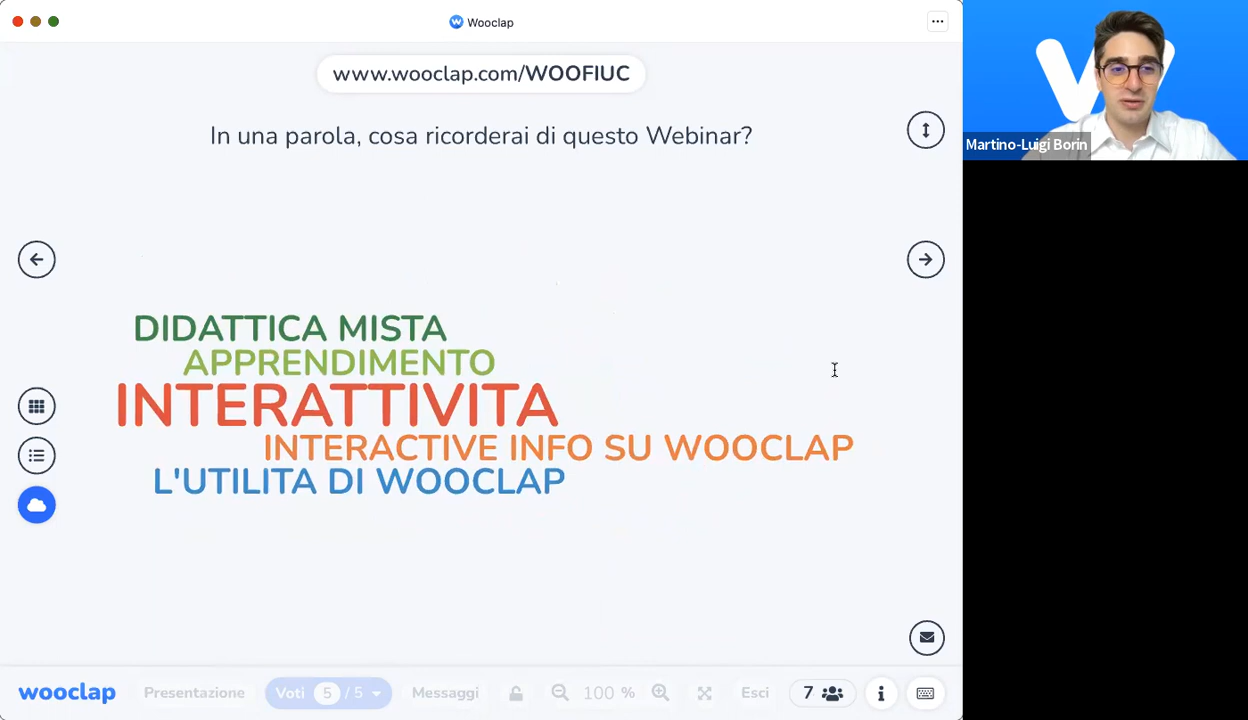 Wooclap
www.wooclap.com/WOOFIUC
In una parola, cosa ricorderai di questo Webinar?
Martino-Luigi Borin
DIDATTICA MISTA
APPRENDIMENTO
INTERATTIVITA
INTERACTIVE INFO SU WOOCLAP
L'UTILITA DI WOOCLAP
wooclap Presentazione Voti 5 / 5 Messaggi 100 % Esci 7